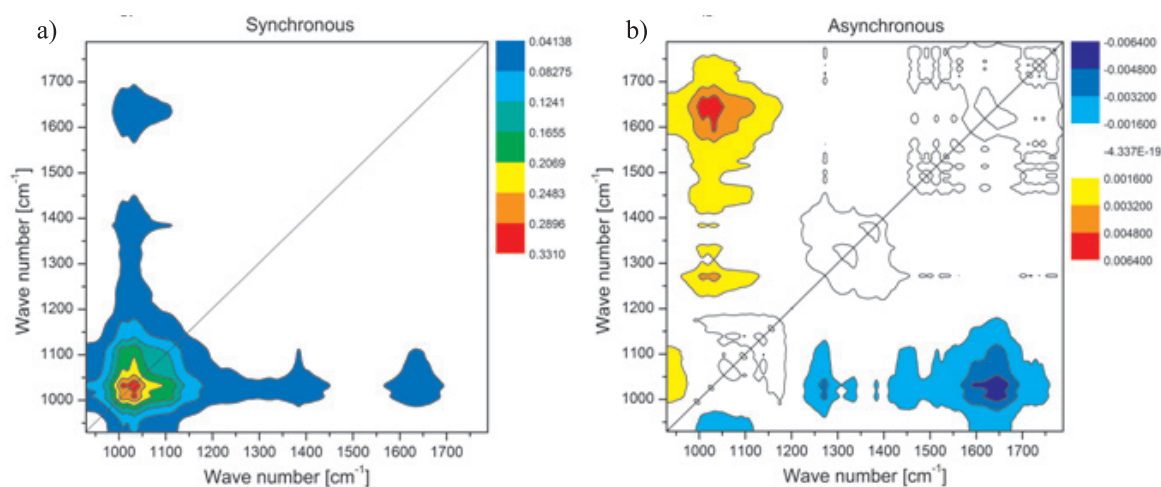 a)
Synchronous
Wave number [cm⁻¹]
1700
1600
1500
1400
1300
1200
1100
1000
1000 1100 1200 1300 1400 1500 1600 1700
Wave number [cm⁻¹]
0.04138
0.08275
0.1241
0.1655
0.2069
0.2483
0.2896
0.3310
b)
Asynchronous
Wave number [cm⁻¹]
1700
1600
1500
1400
1300
1200
1100
1000
1000 1100 1200 1300 1400 1500 1600 1700
Wave number [cm⁻¹]
-0.006400
-0.004800
-0.003200
-0.001600
-4.337E-19
0.001600
0.003200
0.004800
0.006400